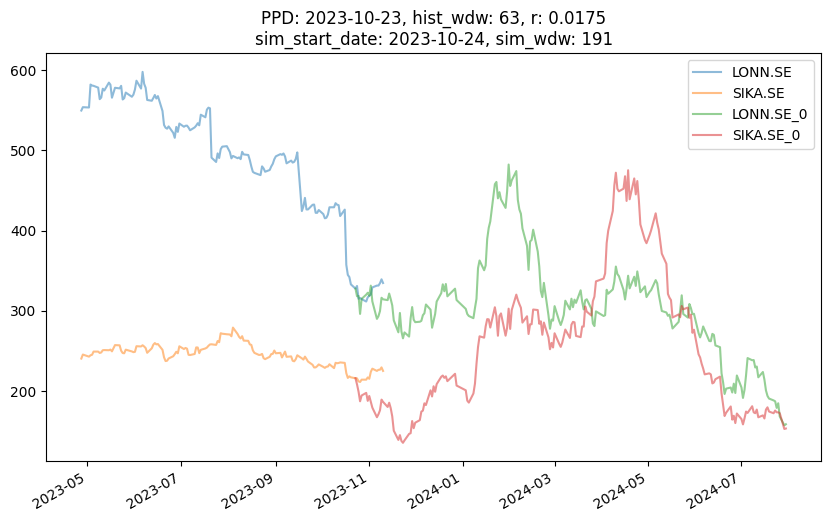 PPD: 2023-10-23, hist_wdw: 63, r: 0.0175
sim_start_date: 2023-10-24, sim_wdw: 191
LONN.SE
SIKA.SE
LONN.SE_0
SIKA.SE_0
600
500
400
300
200
2023-05
2023-07
2023-09
2023-11
2024-01
2024-03
2024-05
2024-07